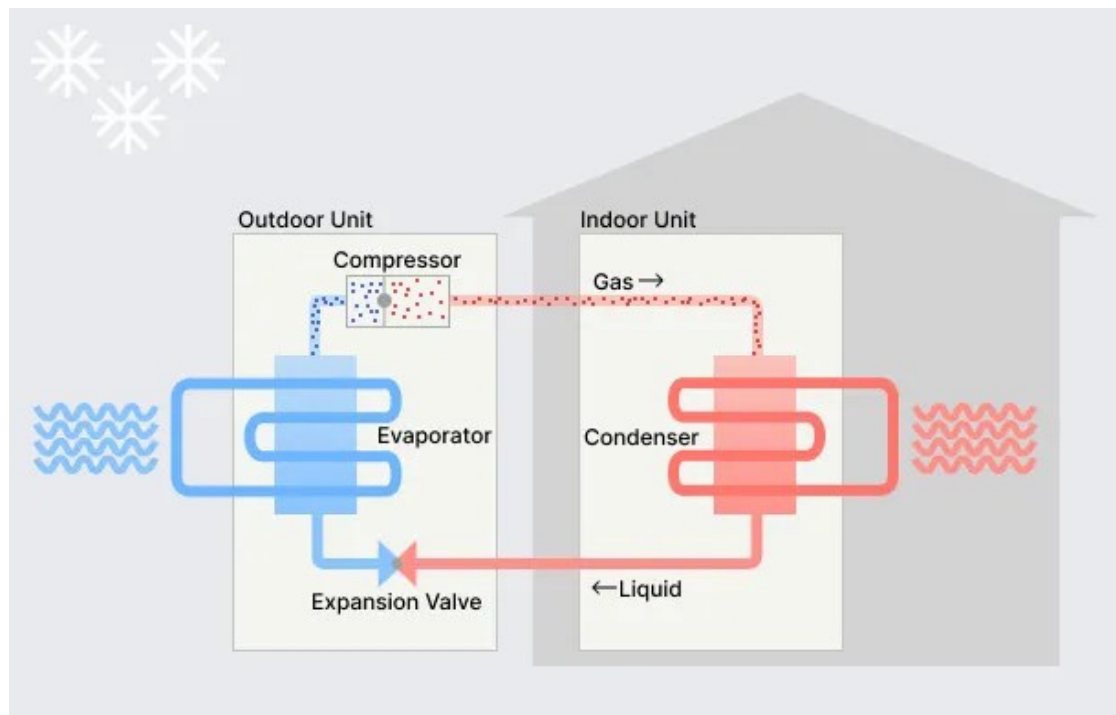 Outdoor Unit
Indoor Unit
Compressor
Gas →
Evaporator
Condenser
Expansion Valve
←Liquid